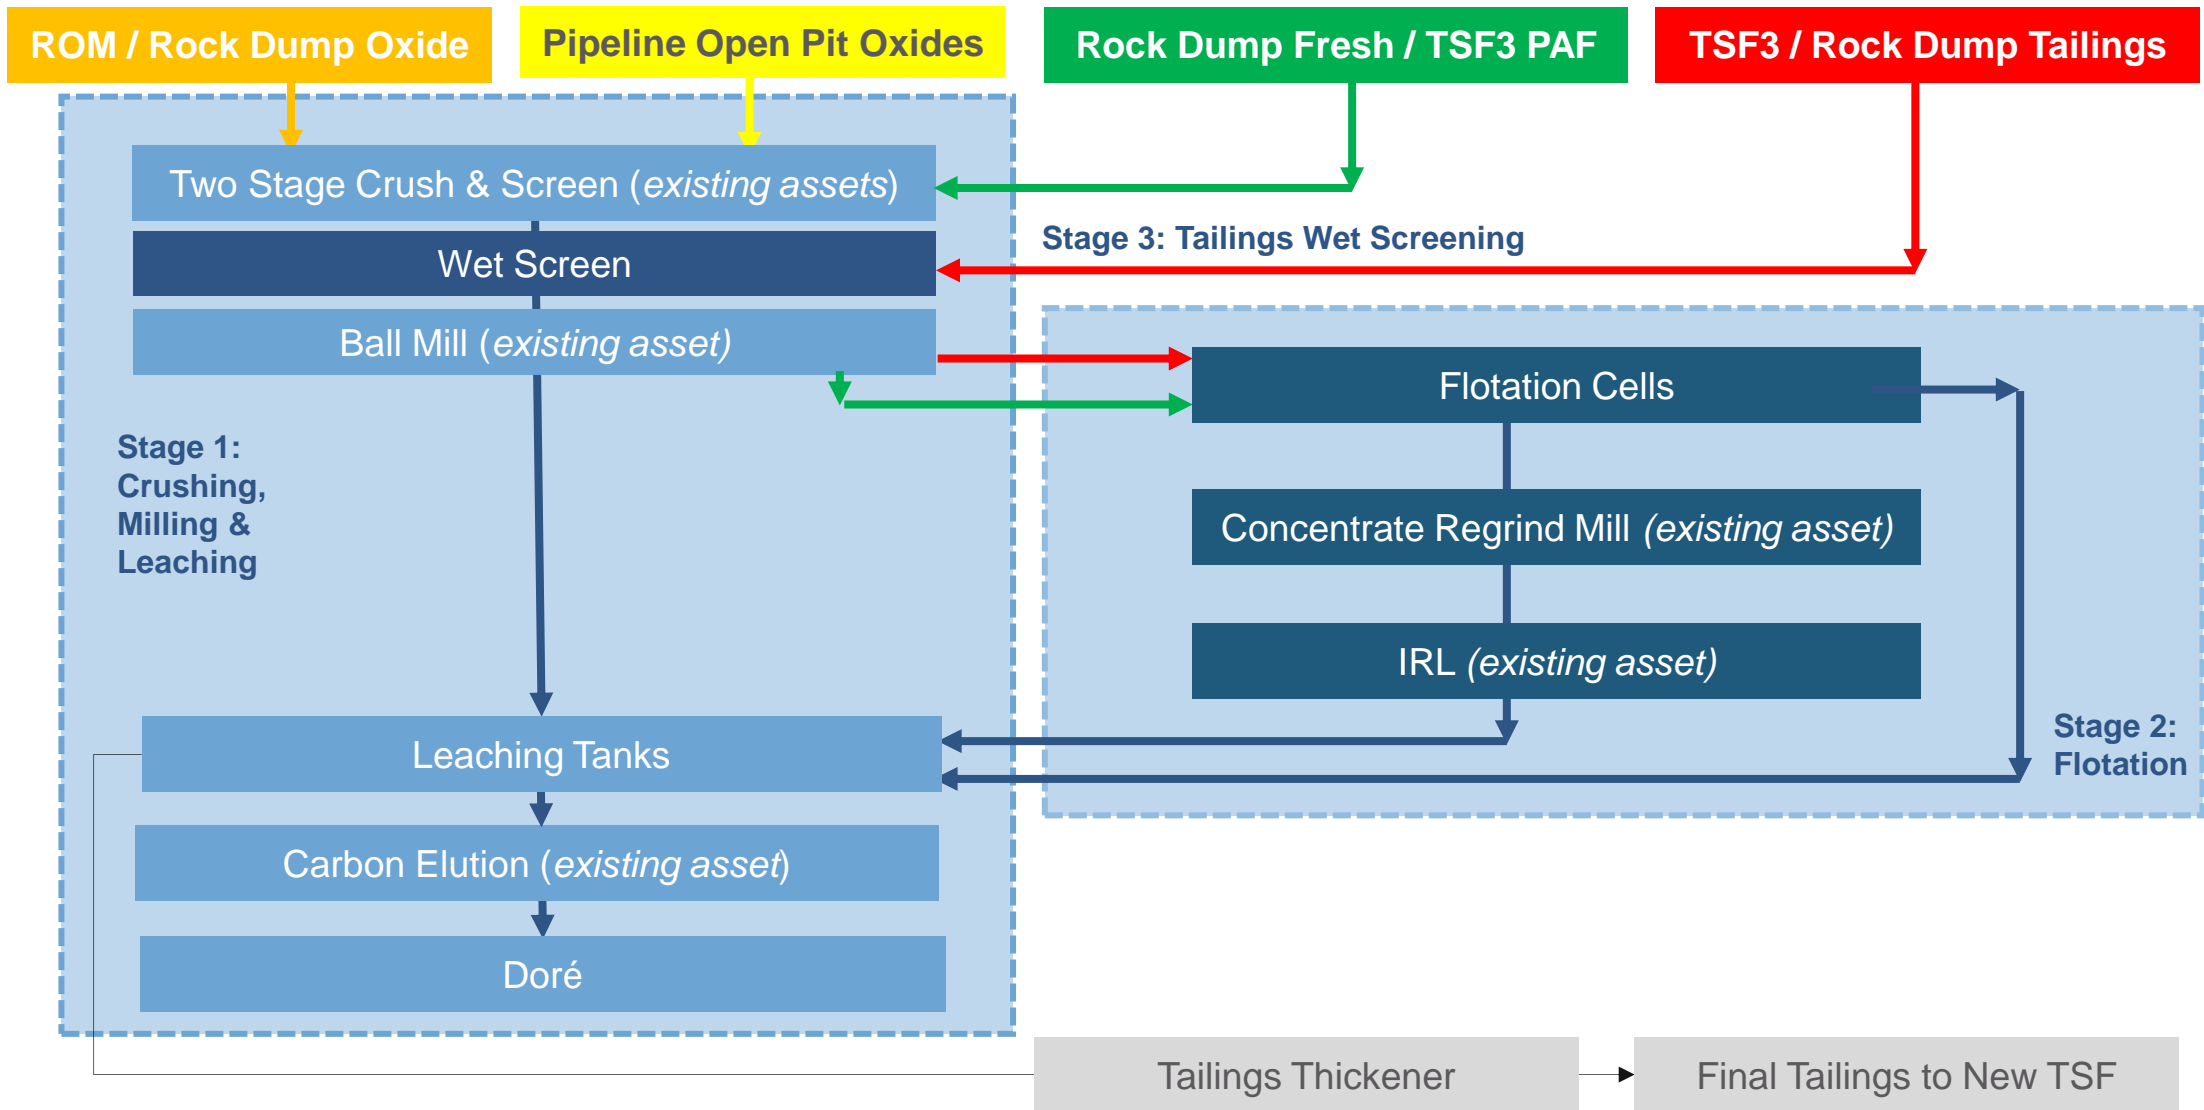 ROM / Rock Dump Oxide
Pipeline Open Pit Oxides
Rock Dump Fresh / TSF3 PAF
TSF3 / Rock Dump Tailings
Two Stage Crush & Screen (existing assets)
Stage 3: Tailings Wet Screening
Wet Screen
Ball Mill (existing asset)
Flotation Cells
Stage 1:
Crushing,
Milling &
Leaching
Concentrate Regrind Mill (existing asset)
IRL (existing asset)
Stage 2:
Flotation
Leaching Tanks
Carbon Elution (existing asset)
Doré
Tailings Thickener
Final Tailings to New TSF